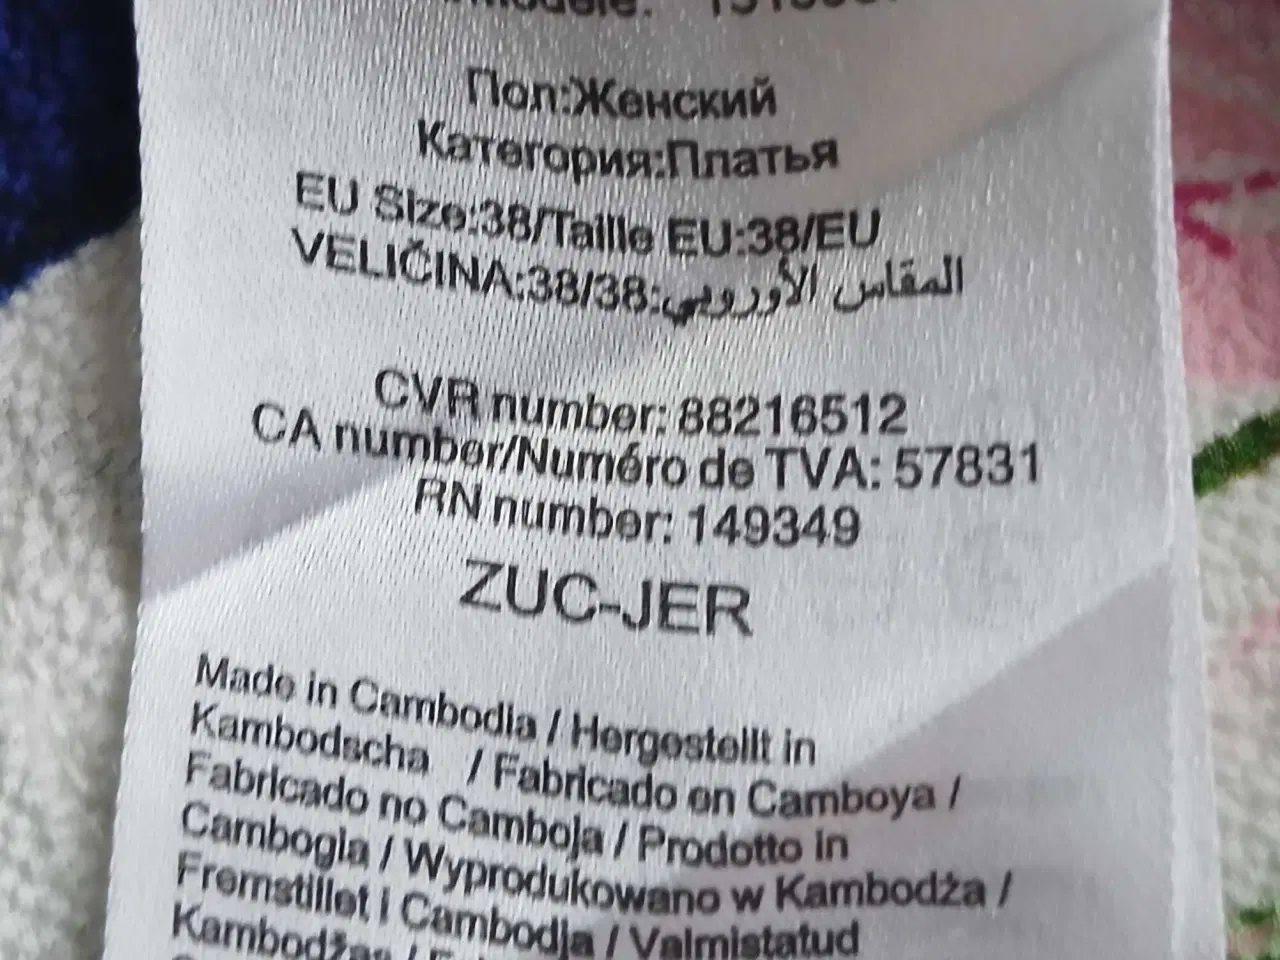 Пол:Женский
Категория:Платья
EU Size:38/Taille EU:38/EU
VELIČINA:38/38:المقاس الأوروبي
CVR number: 88216512
CA number/Numéro de TVA: 57831
RN number: 149349
ZUC-JER
Made in Cambodia / Hergestellt in
Kambodscha / Fabricado en Camboya /
Fabricado no Camboja / Prodotto in
Cambogia / Wyprodukowano w Kambodża /
Fremstillet i Cambodja / Valmistatud
Kambodžas /